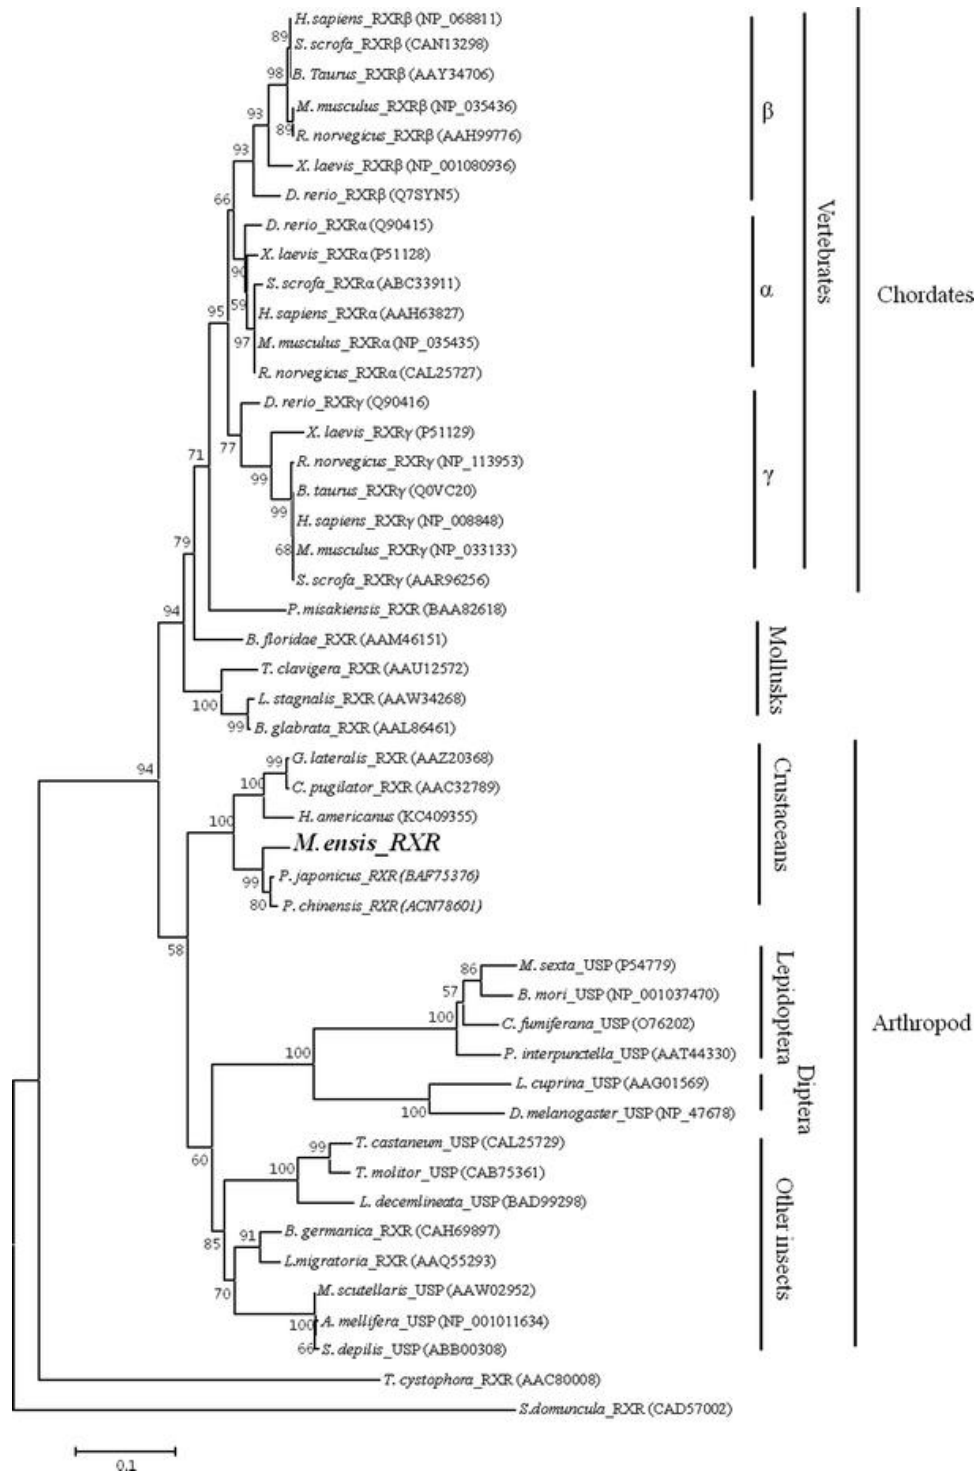 H.sapiens_RXRβ(NP_068811)
89
S.scrofa_RXRβ(CAN13298)
98
B. Taurus_RXRβ(AAY34706)
M. musculus_RXRβ(NP_035436)
93
89
R. norvegicus_RXRβ(AAH99776)
β
93
X. laevis_RXRβ(NP_001080936)
D. rerio_RXRβ(Q7SYN5)
66
D. rerio_RXRα(Q90415)
Vertebrates
X. laevis_RXRα(P51128)
90
S. scrofa_RXRα(ABC33911)
α
Chordates
59
H. sapiens_RXRα(AAH63827)
95
97
M. musculus_RXRα(NP_035435)
R. norvegicus_RXRα(CAL25727)
D. rerio_RXRγ(Q90416)
X. laevis_RXRγ(P51129)
77
R. norvegicus_RXRγ(NP_113953)
71
99
γ
B. taurus_RXRγ(Q0VC20)
99
H. sapiens_RXRγ(NP_008848)
79
68
M. musculus_RXRγ(NP_033133)
S. scrofa_RXRγ(AAR96256)
94
P. misakiensis_RXR(BAA82618)
B. floridae_RXR(AAM46151)
T. clavigera_RXR(AAU12572)
Mollusks
100
L. stagnalis_RXR(AAW34268)
99
B. glabrata_RXR(AAL86461)
94
G. lateralis_RXR(AAZ20368)
99
100
C. pugilator_RXR(AAC32789)
Crustaceans
100
H. americanus(KC409355)
M. ensis_RXR
99
P. japonicus_RXR(BAF75376)
80
P. chinensis_RXR(ACN78601)
58
M. sexta_USP(P54779)
86
57
B. mori_USP(NP_001037470)
Lepidoptera
100
C. fumiferana_USP(O76202)
Arthropod
100
P. interpunctella_USP(AAT44330)
L. cuprina_USP(AAG01569)
Diptera
100
D. melanogaster_USP(NP_47678)
60
T. castaneum_USP(CAL25729)
99
100
T. molitor_USP(CAB75361)
L. decemlineata_USP(BAD99298)
Other insects
B. germanica_RXR(CAH69897)
85
91
L.migratoria_RXR(AAQ55293)
70
M. scutellaris_USP(AAW02952)
100
A. mellifera_USP(NP_001011634)
66
S. depilis_USP(ABB00308)
T. cystophora_RXR(AAC80008)
S.domuncula_RXR(CAD57002)
0.1